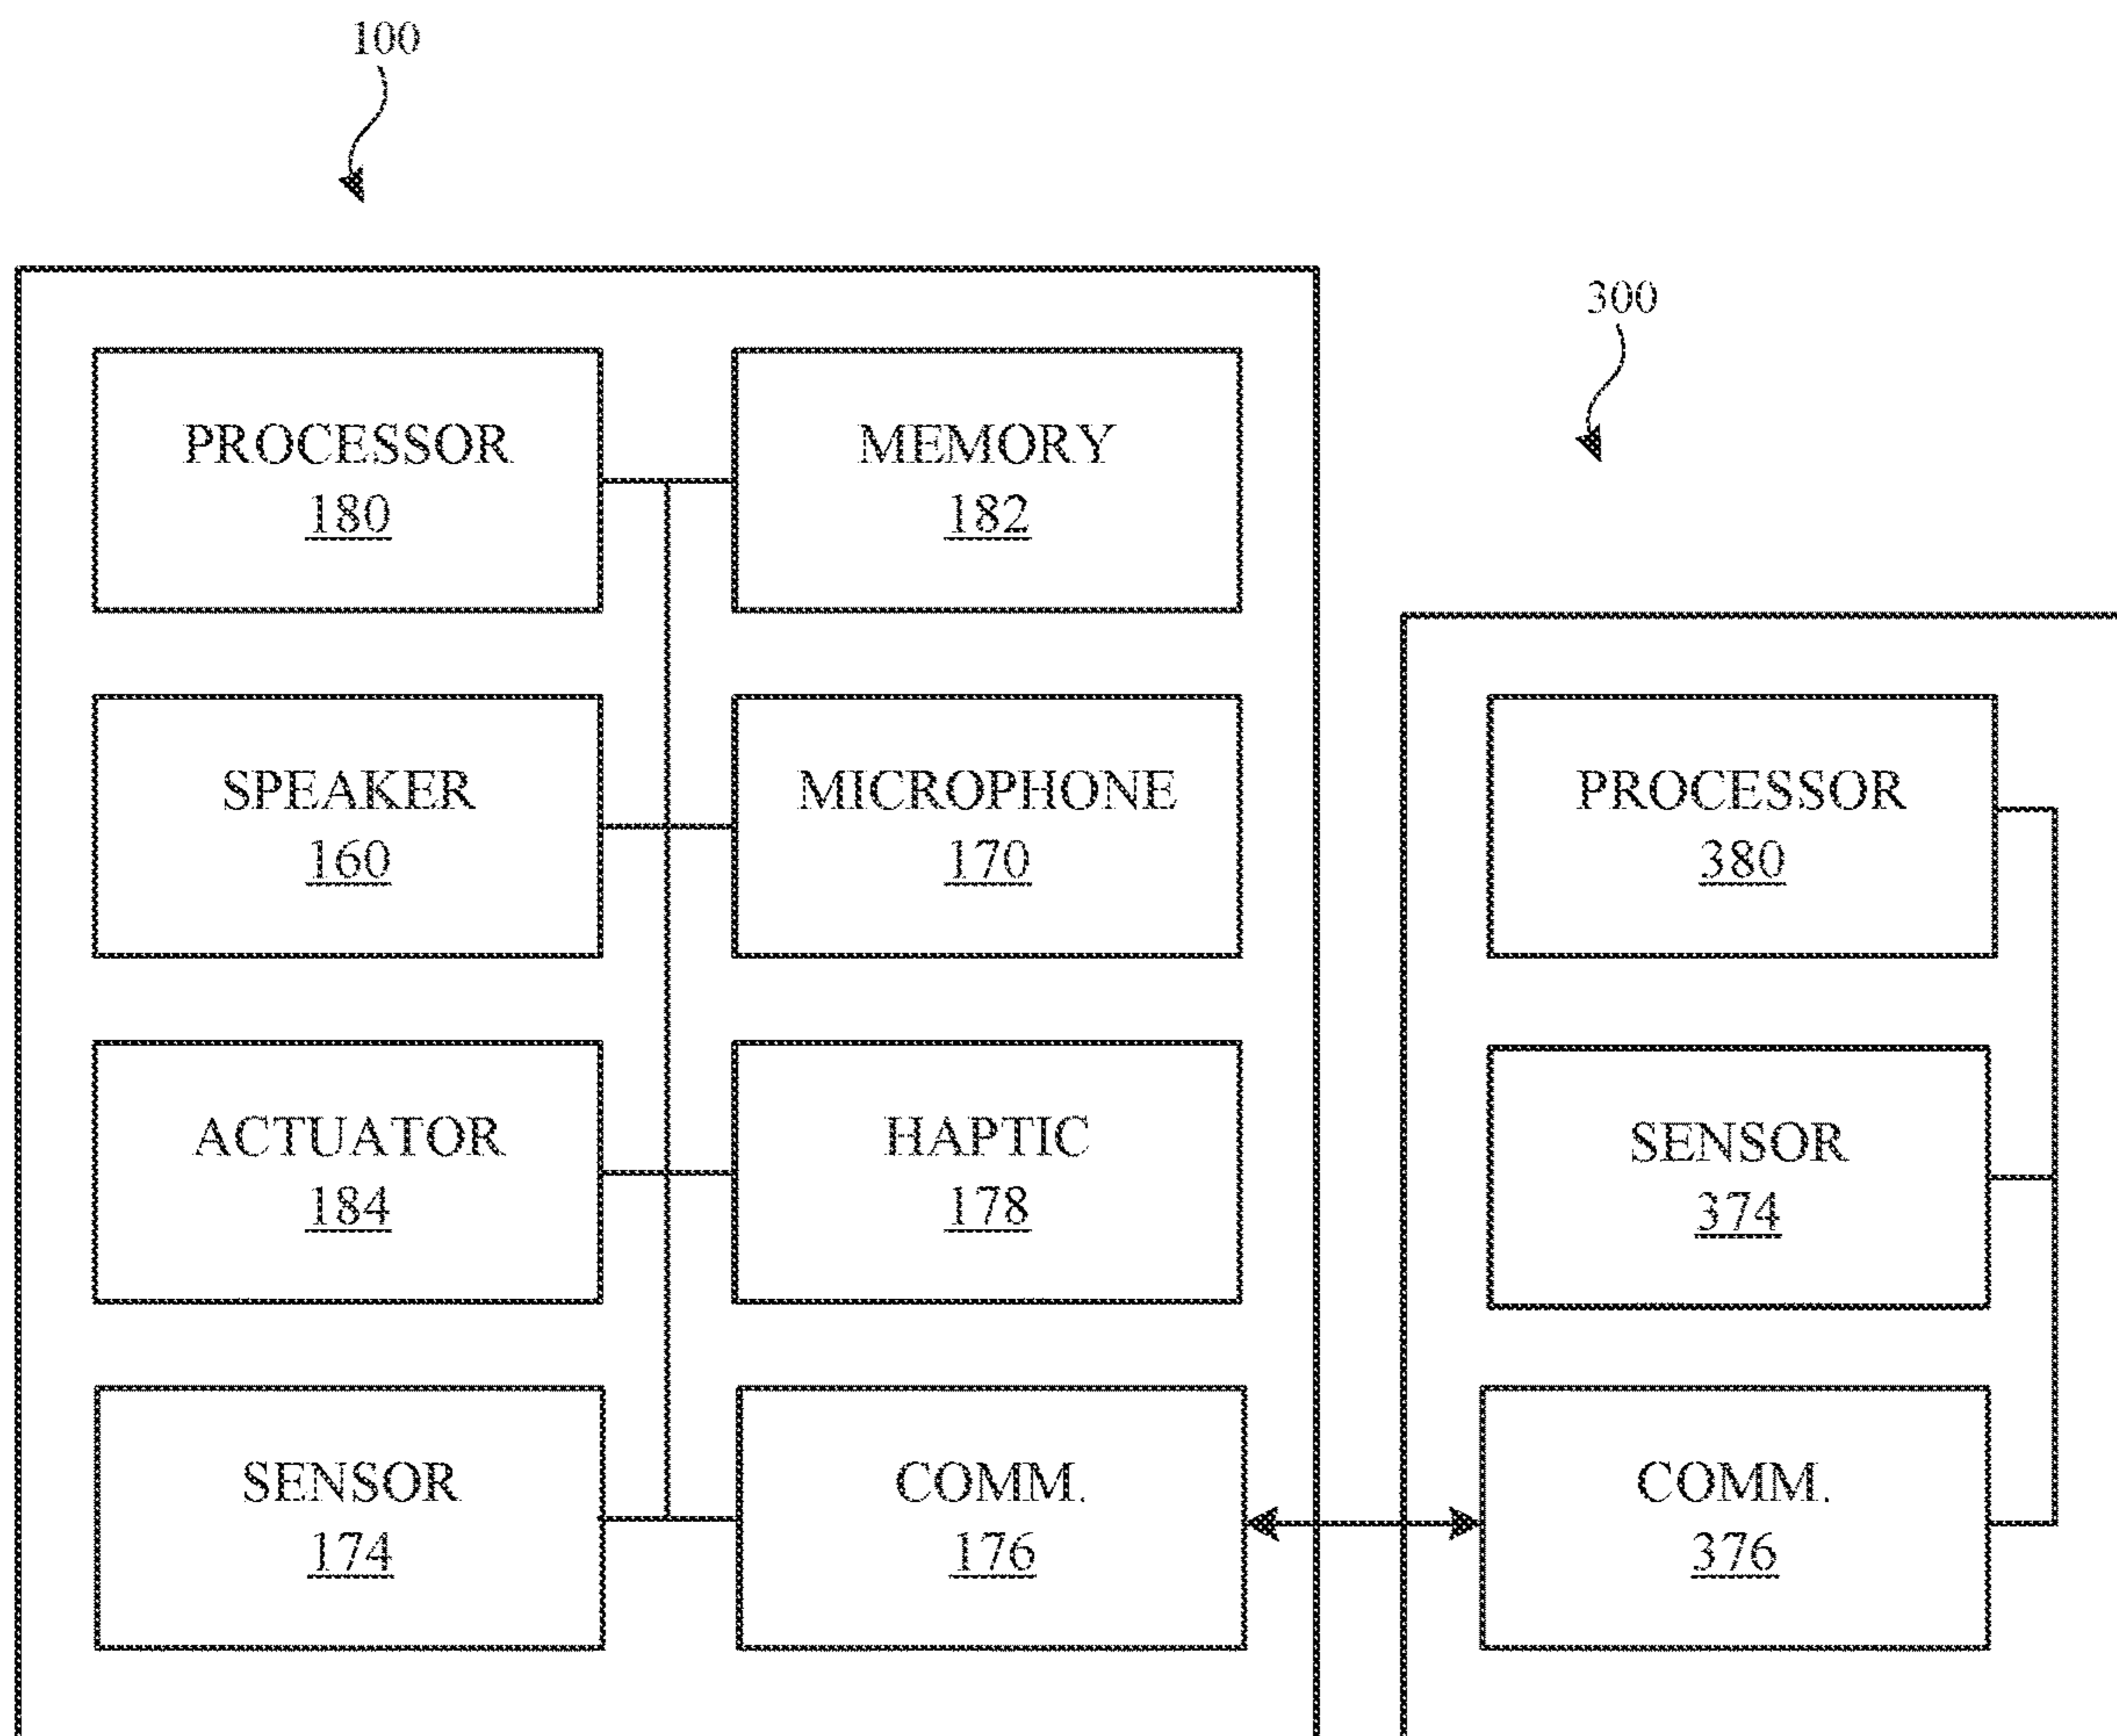 100
300
PROCESSOR
180
MEMORY
182
SPEAKER
160
MICROPHONE
170
PROCESSOR
380
ACTUATOR
184
HAPTIC
178
SENSOR
374
SENSOR
174
COMM.
176
COMM.
376